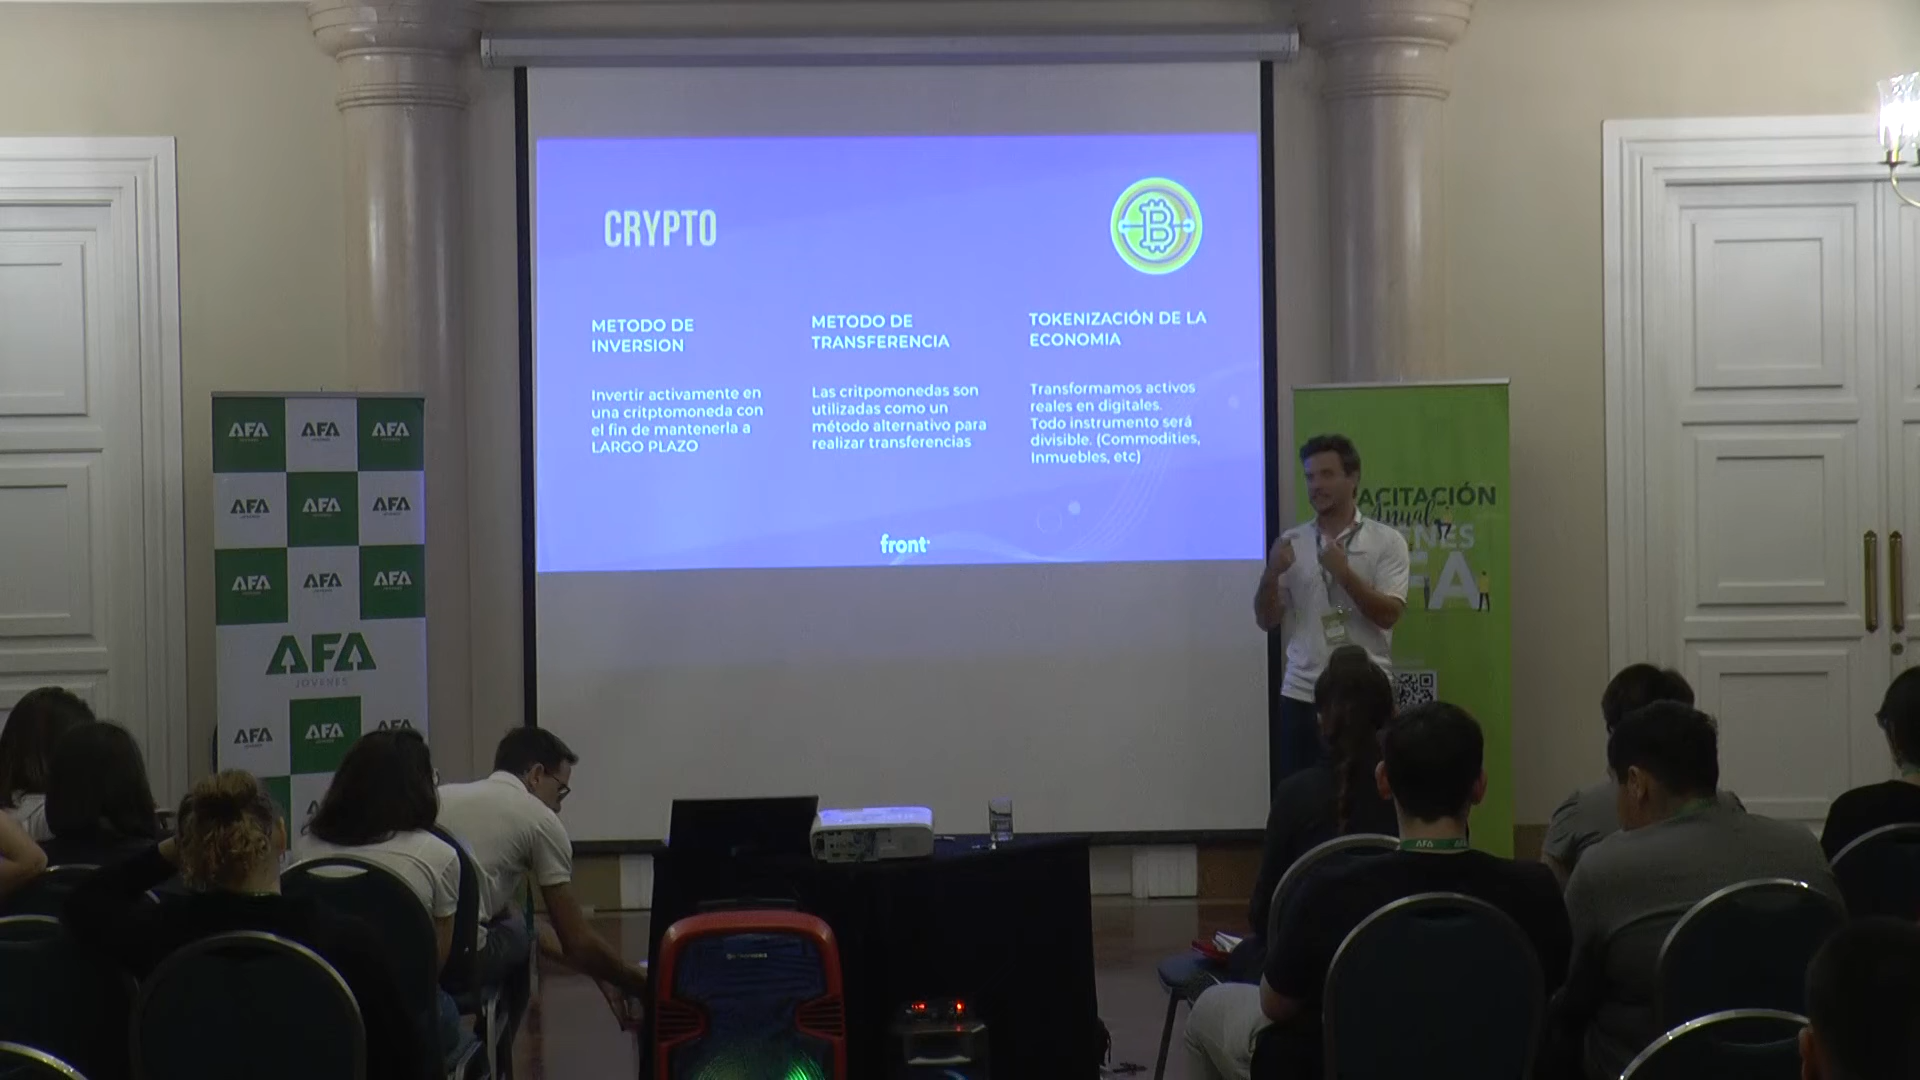 CRYPTO
METODO DE
INVERSION
Invertir activamente en
una criptomoneda con
el fin de mantenerla a
LARGO PLAZO
METODO DE
TRANSFERENCIA
Las critpomonedas son
utilizadas como un
método alternativo para
realizar transferencias
TOKENIZACIÓN DE LA
ECONOMIA
Transformamos activos
reales en digitales.
Todo instrumento será
divisible. (Commodities,
Inmuebles, etc)
front
AFA AFA AFA
AFA AFA AFA
AFA AFA AFA
AFA
JOVENES
AFA AFA AFA
ACITACIÓN
Anual
ENES
FA
AFA